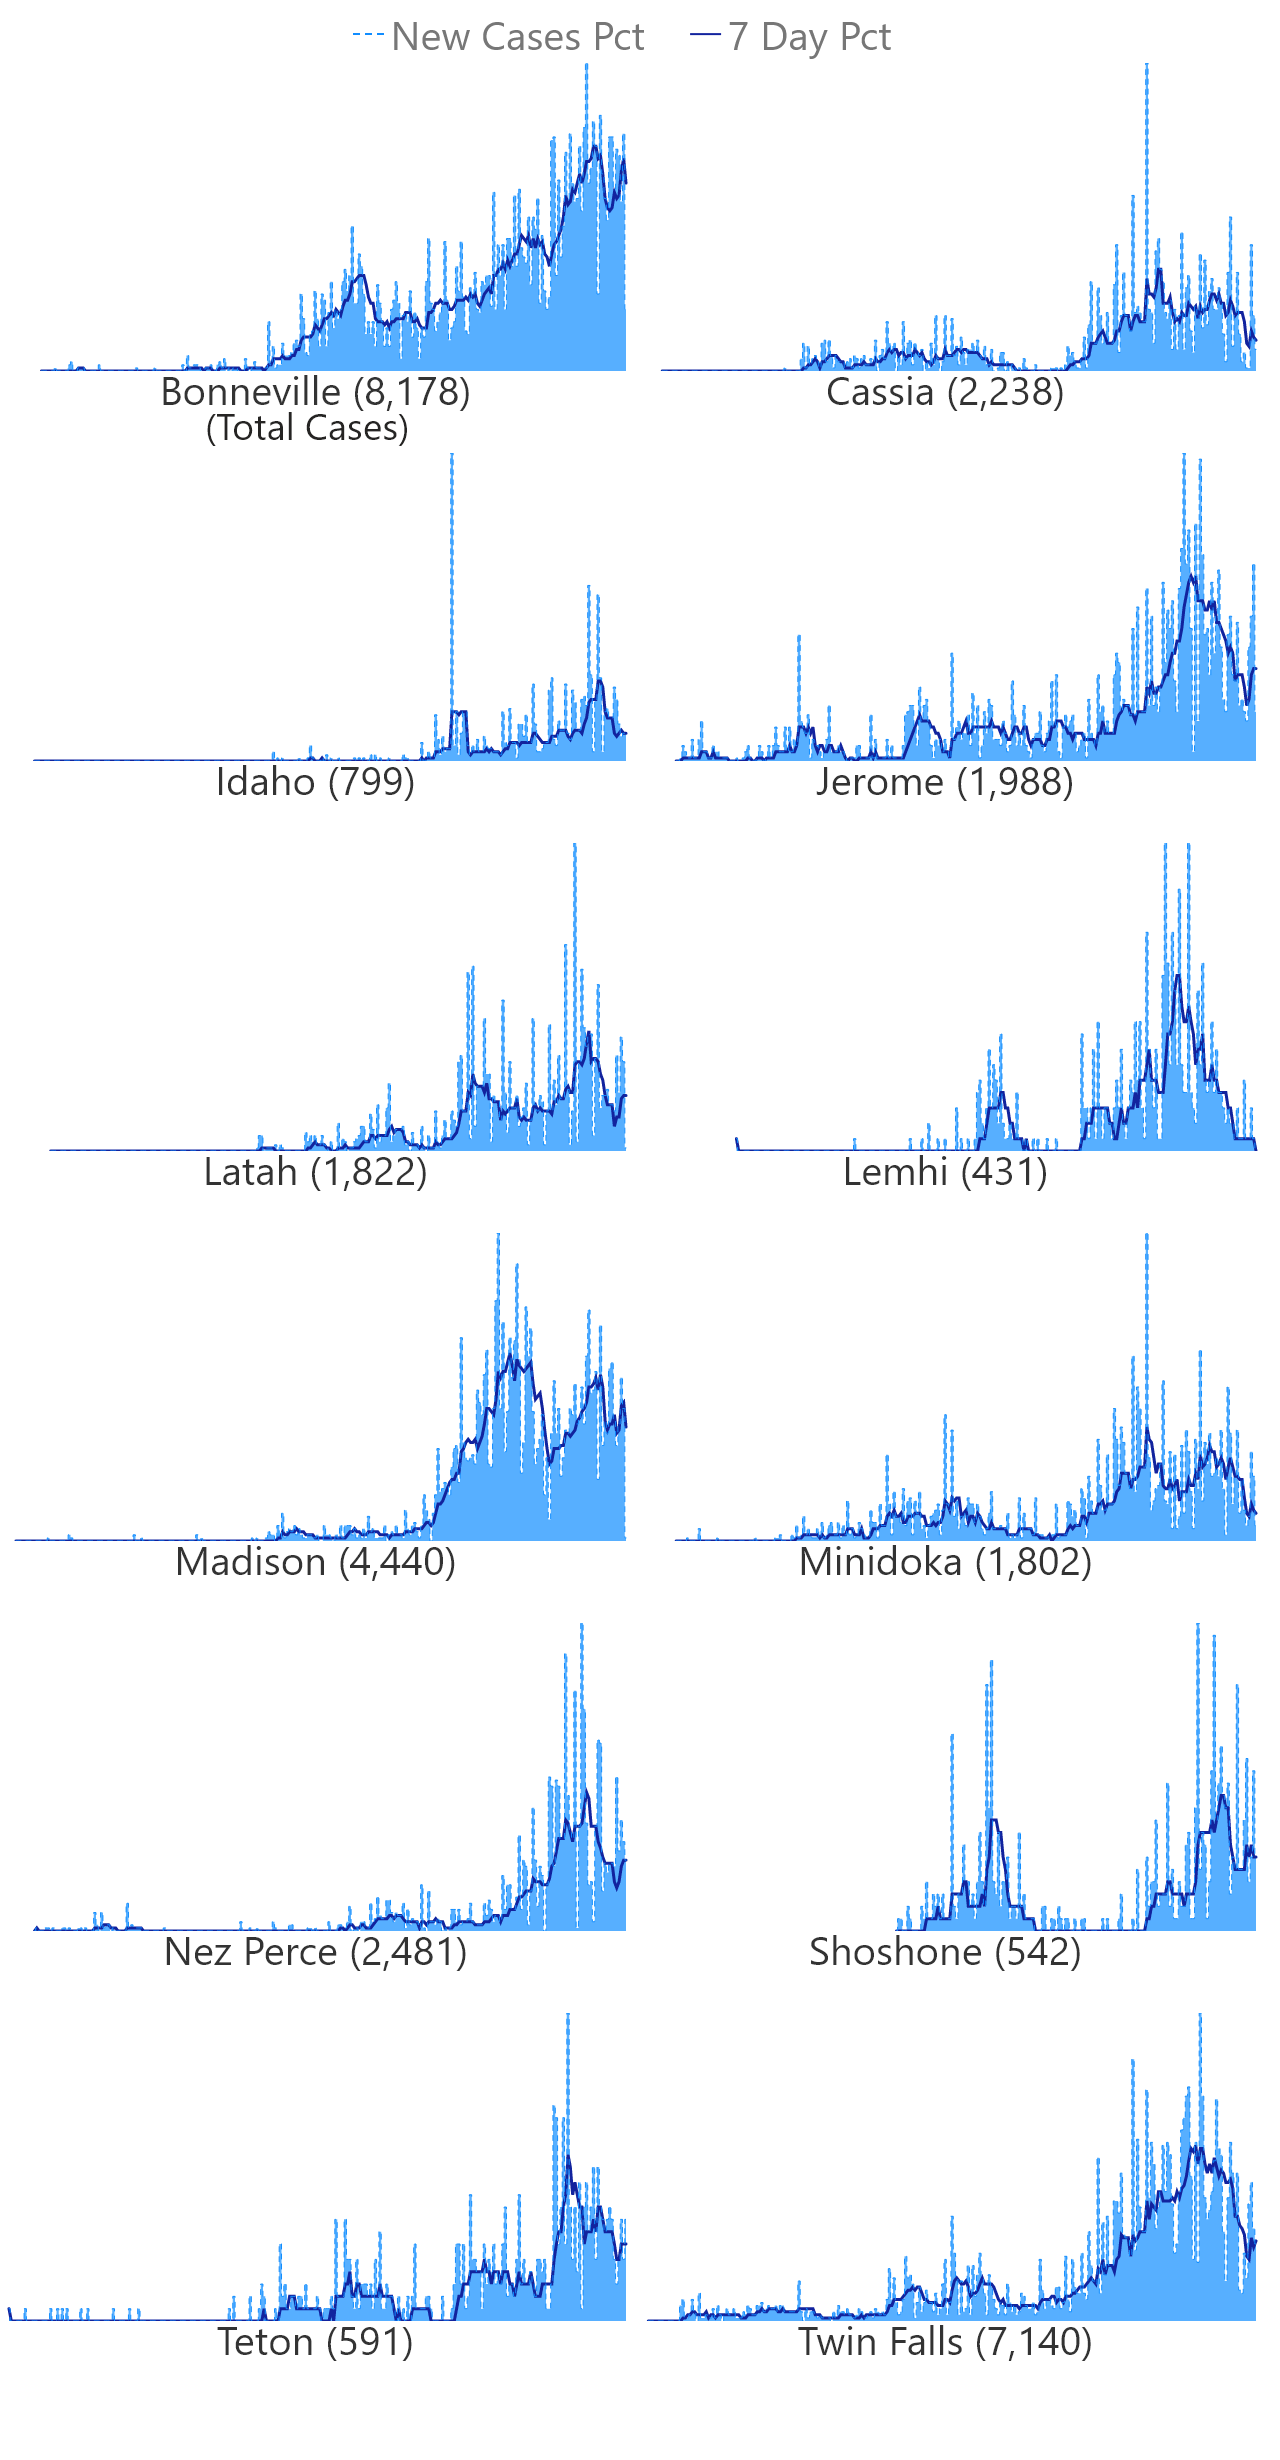 New Cases Pct 7 Day Pct
Bonneville (8,178) Cassia (2,238)
(Total Cases)
Idaho (799) Jerome (1,988)
Latah (1,822) Lemhi (431)
Madison (4,440) Minidoka (1,802)
Nez Perce (2,481) Shoshone (542)
Teton (591) Twin Falls (7,140)